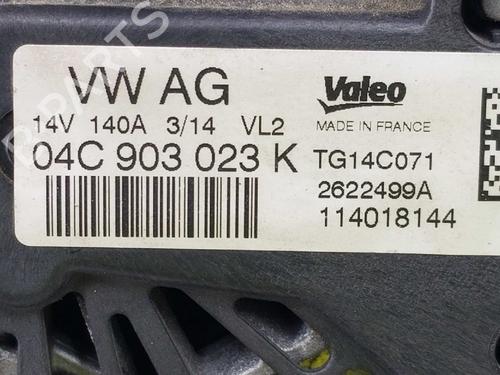 VW AG
14V 140A 3/14 VL2
04C 903 023 K
Valeo
MADE IN FRANCE
TG14C071
2622499A
114018144